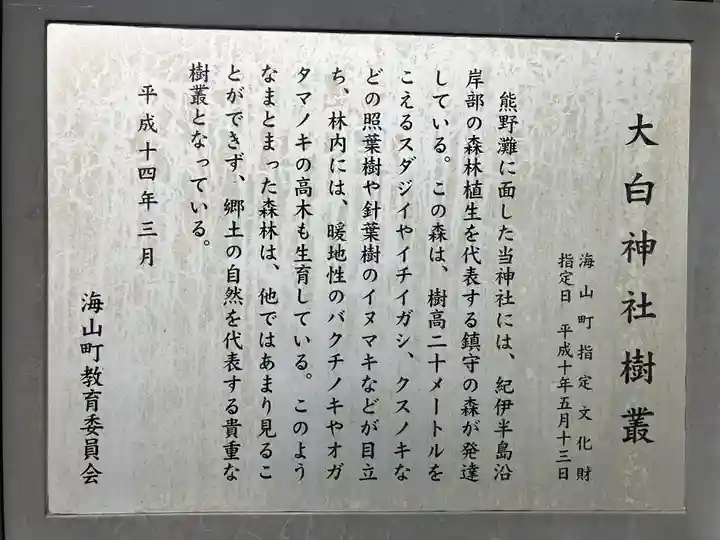 大白神社樹叢
海山町指定文化財
指定日 平成十年五月十三日
熊野灘に面した当神社には、紀伊半島沿
岸部の森林植生を代表する鎮守の森が発達
している。この森は、樹高二十メートルを
こえるスダジイやイチイガシ、クスノキな
どの照葉樹や針葉樹のイヌマキなどが目立
ち、林内には、暖地性のバクチノキやオガ
タマノキの高木も生育している。このよう
なまとまった森林は、他ではあまり見るこ
とができず、郷土の自然を代表する貴重な
樹叢となっている。
平成十四年三月
海山町教育委員会